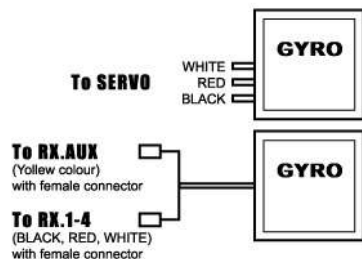 GYRO
WHITE
To SERVO
RED
BLACK
To RX.AUX
(Yollew colour)
with female connector
GYRO
To RX.1-4
(BLACK, RED, WHITE)
with female connector